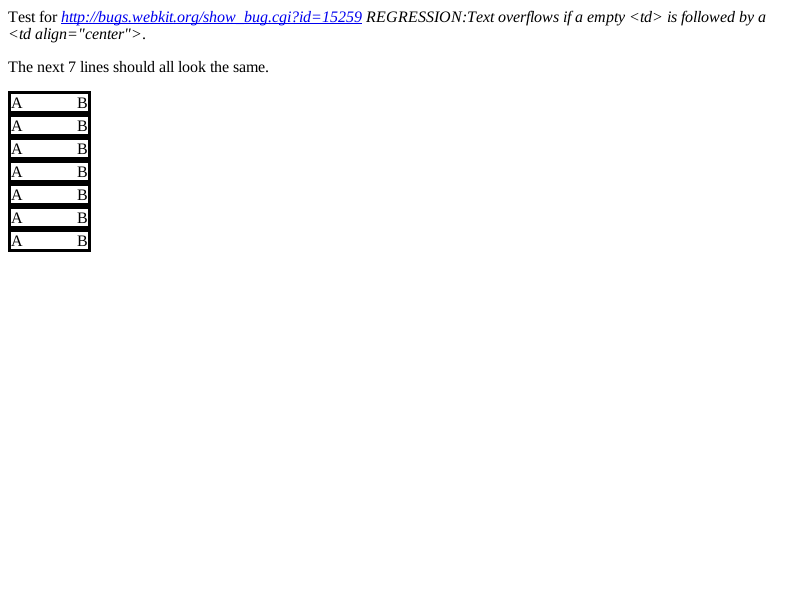 Test for http://bugs.webkit.org/show_bug.cgi?id=15259 REGRESSION:Text overflows if a empty <td> is followed by a
<td align="center">.
The next 7 lines should all look the same.
A B
A B
A B
A B
A B
A B
A B